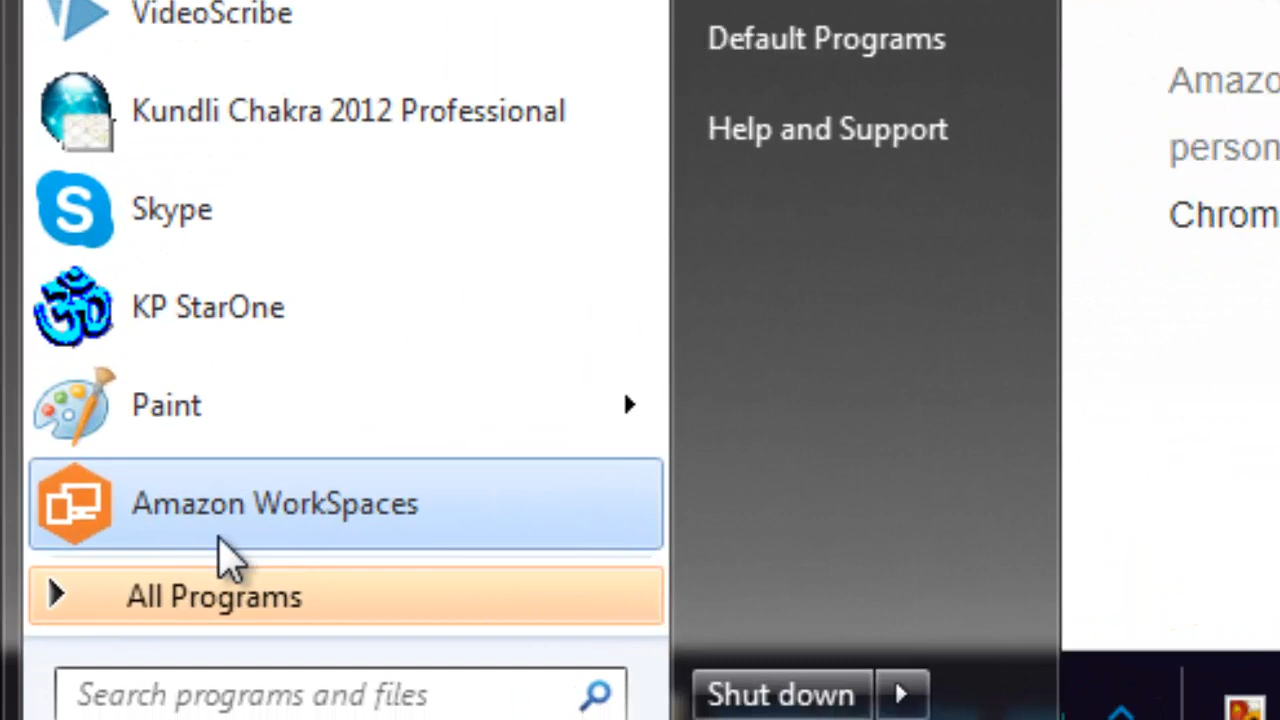 VideoScribe
Kundli Chakra 2012 Professional
Skype
KP StarOne
Paint
Amazon WorkSpaces
All Programs
Search programs and files
Default Programs
Help and Support
Shut down
Amazo
person
Chrom